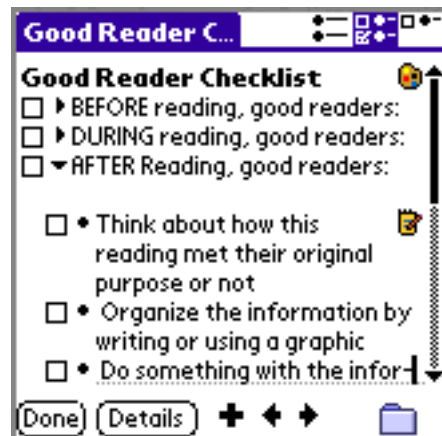 Good Reader C...
Good Reader Checklist
BEFORE reading, good readers:
DURING reading, good readers:
AFTER Reading, good readers:
• Think about how this
reading met their original
purpose or not
• Organize the information by
writing or using a graphic
• Do something with the infor-
Done Details